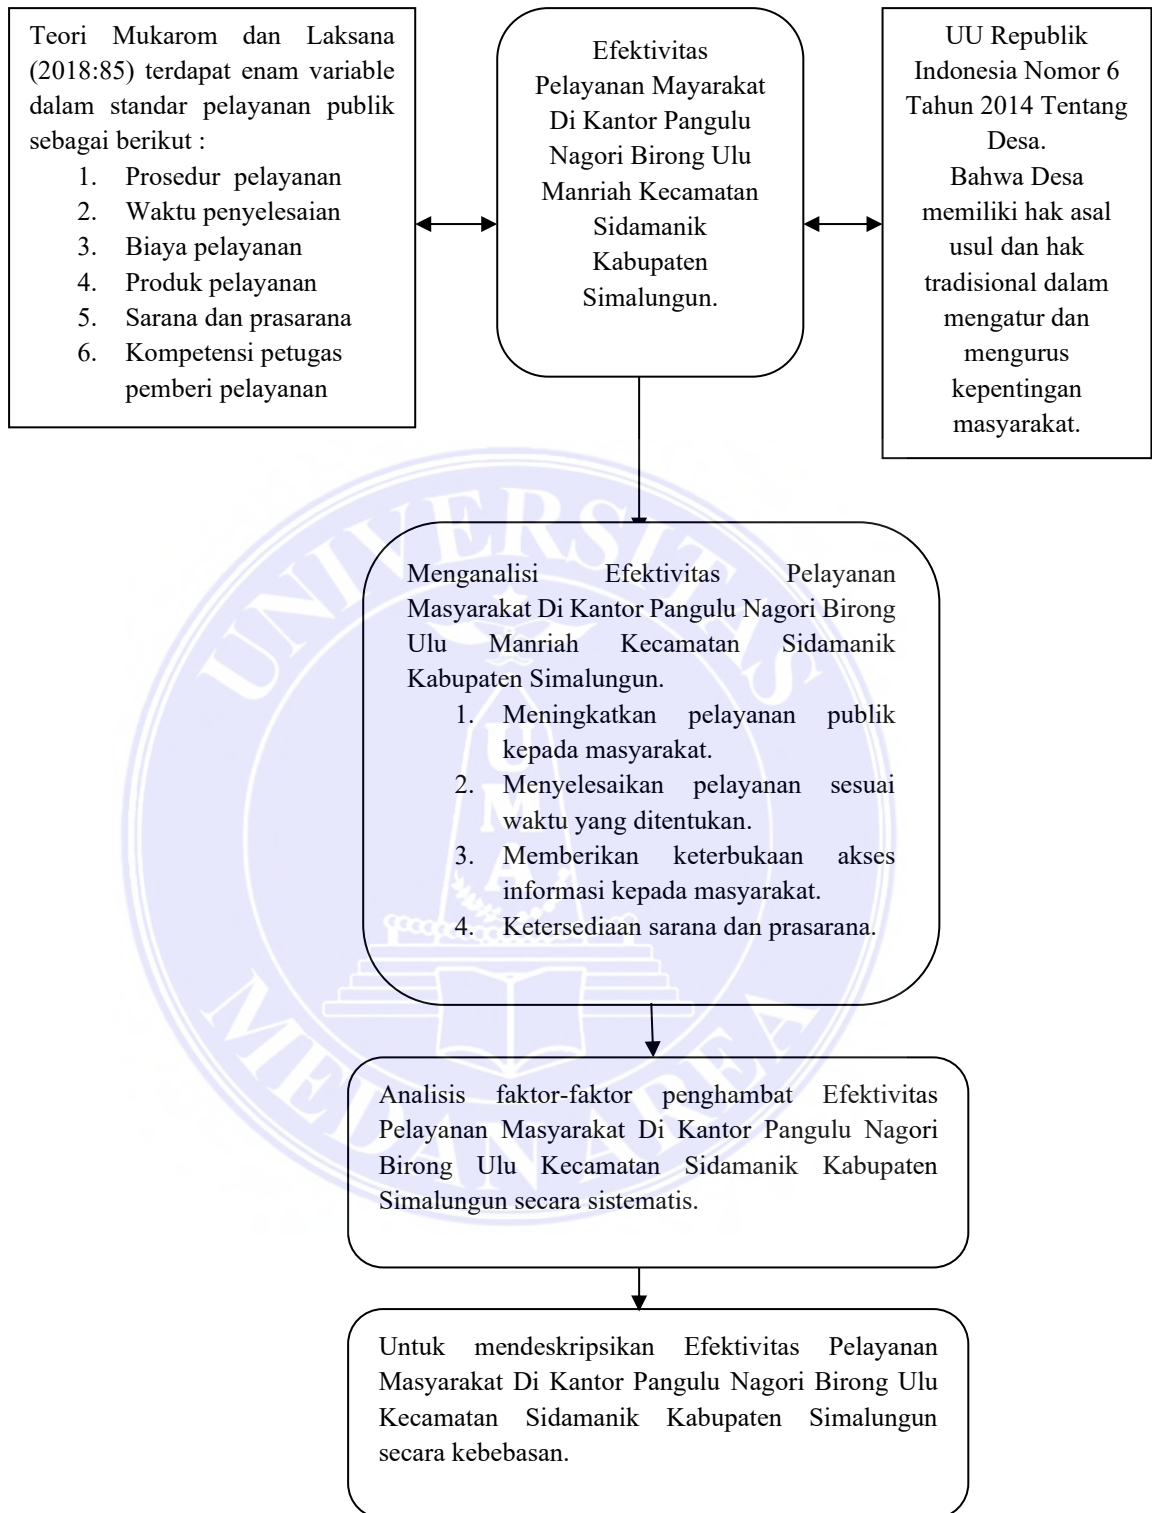 Teori Mukarom dan Laksana
(2018:85) terdapat enam variable
dalam standar pelayanan publik
sebagai berikut :
1. Prosedur pelayanan
2. Waktu penyelesaian
3. Biaya pelayanan
4. Produk pelayanan
5. Sarana dan prasarana
6. Kompetensi petugas
pemberi pelayanan
Efektivitas
Pelayanan Mayarakat
Di Kantor Pangulu
Nagori Birong Ulu
Manriah Kecamatan
Sidamanik
Kabupaten
Simalungun.
UU Republik
Indonesia Nomor 6
Tahun 2014 Tentang
Desa.
Bahwa Desa
memiliki hak asal
usul dan hak
tradisional dalam
mengatur dan
mengurus
kepentingan
masyarakat.
Menganalisi Efektivitas Pelayanan
Masyarakat Di Kantor Pangulu Nagori Birong
Ulu Manriah Kecamatan Sidamanik
Kabupaten Simalungun.
1. Meningkatkan pelayanan publik
kepada masyarakat.
2. Menyelesaikan pelayanan sesuai
waktu yang ditentukan.
3. Memberikan keterbukaan akses
informasi kepada masyarakat.
4. Ketersediaan sarana dan prasarana.
Analisis faktor-faktor penghambat Efektivitas
Pelayanan Masyarakat Di Kantor Pangulu Nagori
Birong Ulu Kecamatan Sidamanik Kabupaten
Simalungun secara sistematis.
Untuk mendeskripsikan Efektivitas Pelayanan
Masyarakat Di Kantor Pangulu Nagori Birong Ulu
Kecamatan Sidamanik Kabupaten Simalungun
secara kebebasan.
UNIVERSITAS
UMA
MEDAN AREA